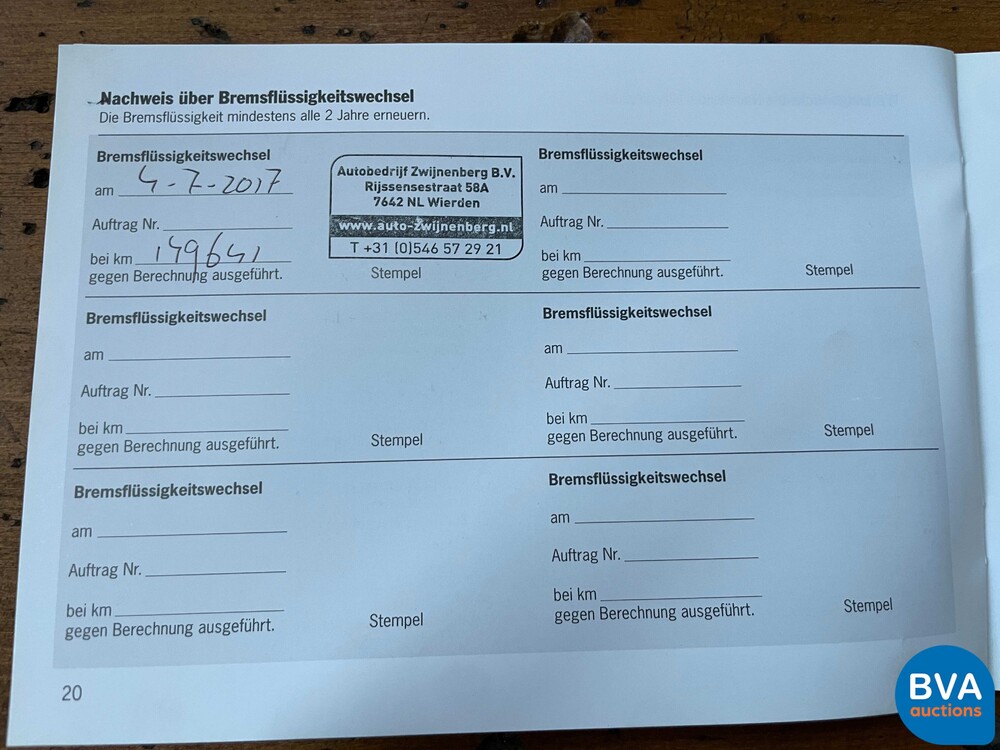 Nachweis über Bremsflüssigkeitswechsel
Die Bremsflüssigkeit mindestens alle 2 Jahre erneuern.
Bremsflüssigkeitswechsel
am 4-7-2017
Auftrag Nr.
bei km 149641
gegen Berechnung ausgeführt.
Autobedrijf Zwijnenberg B.V.
Rijssensestraat 58A
7642 NL Wierden
www.auto-zwijnenberg.nl
T +31 (0)546 57 29 21
Stempel
Bremsflüssigkeitswechsel
am
Auftrag Nr.
bei km
gegen Berechnung ausgeführt.
Stempel
Bremsflüssigkeitswechsel
am
Auftrag Nr.
bei km
gegen Berechnung ausgeführt.
Stempel
Bremsflüssigkeitswechsel
am
Auftrag Nr.
bei km
gegen Berechnung ausgeführt.
Stempel
Bremsflüssigkeitswechsel
am
Auftrag Nr.
bei km
gegen Berechnung ausgeführt.
Stempel
Bremsflüssigkeitswechsel
am
Auftrag Nr.
bei km
gegen Berechnung ausgeführt.
Stempel
20
BVA
auctions